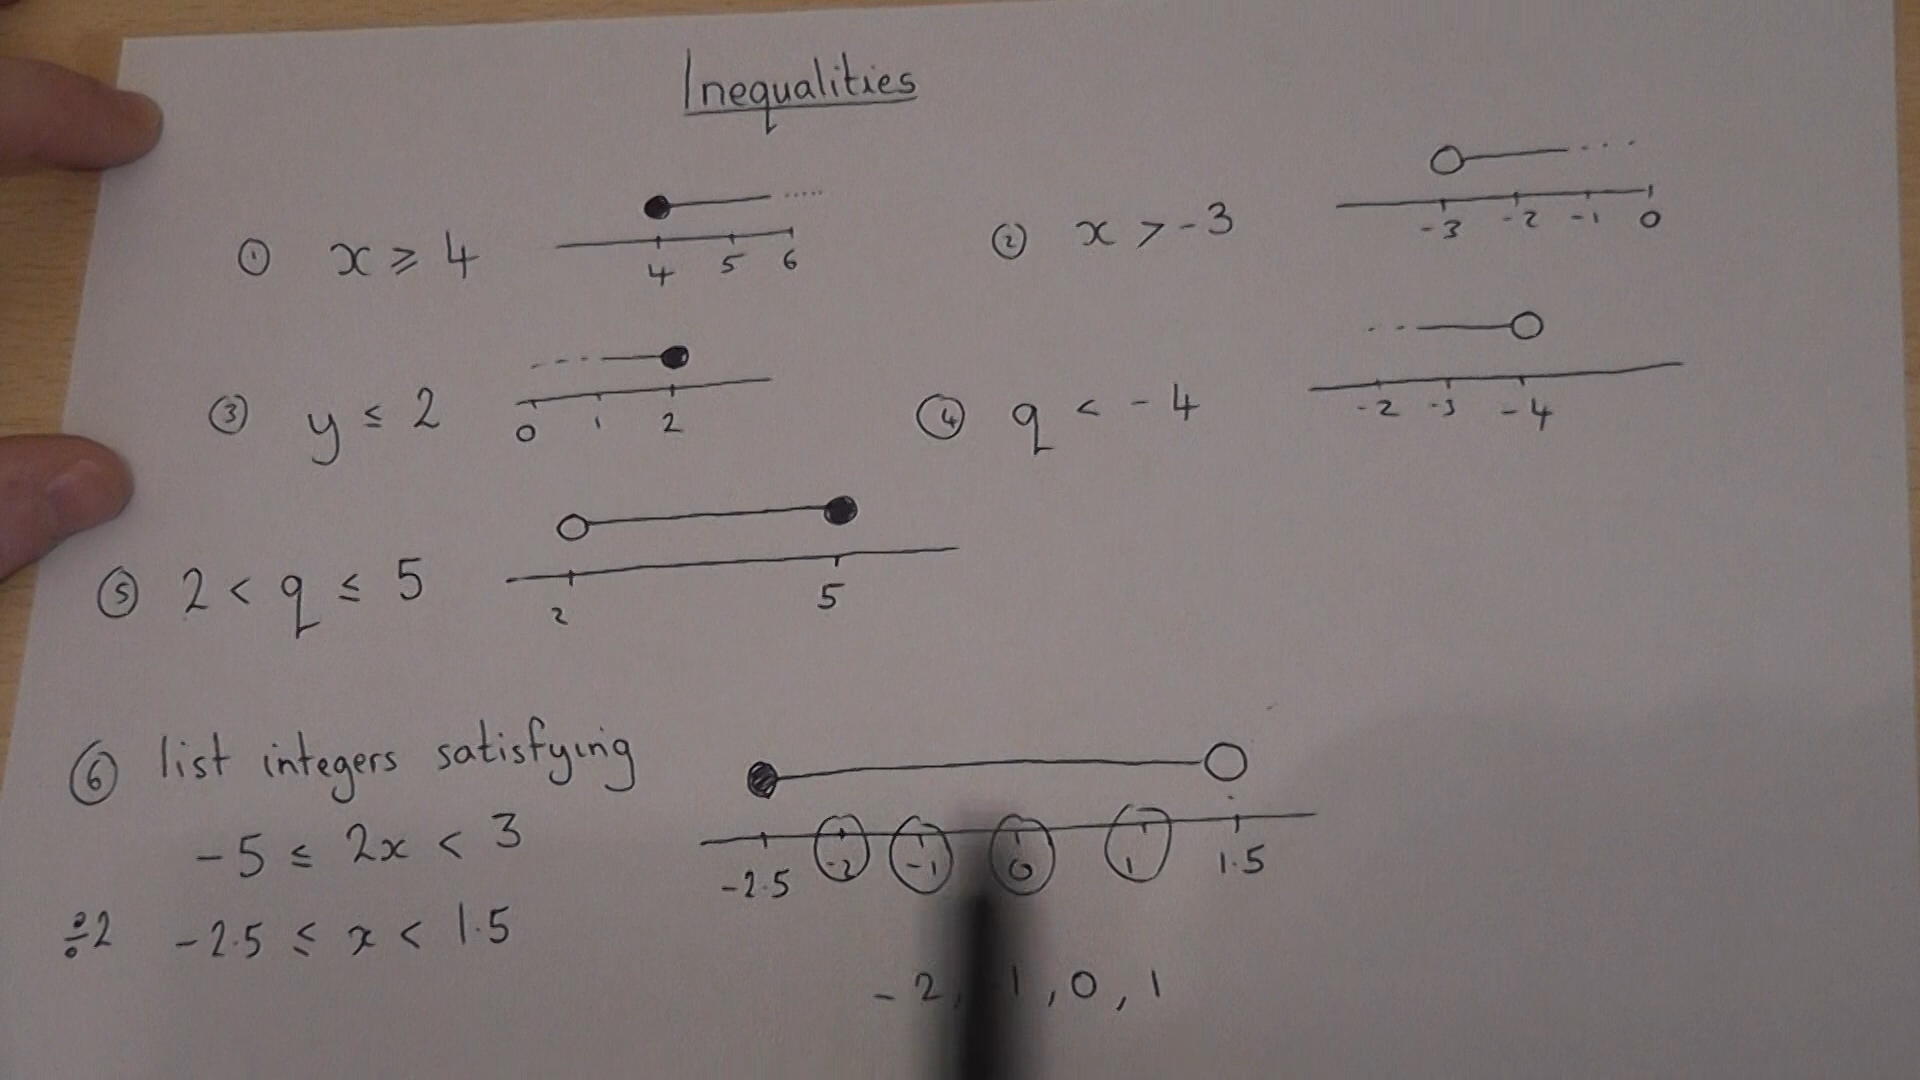 Inequalities
① x ⩾ 4
4 5 6
② x > -3
-3 -2 -1 0
③ y ≤ 2
0 1 2
④ q < -4
-2 -3 -4
⑤ 2 < q ≤ 5
2 5
⑥ list integers satisfying
-5 ≤ 2x < 3
÷2 -2.5 ≤ x < 1.5
-2.5 -2 -1 0 1 1.5
-2, 1, 0, 1